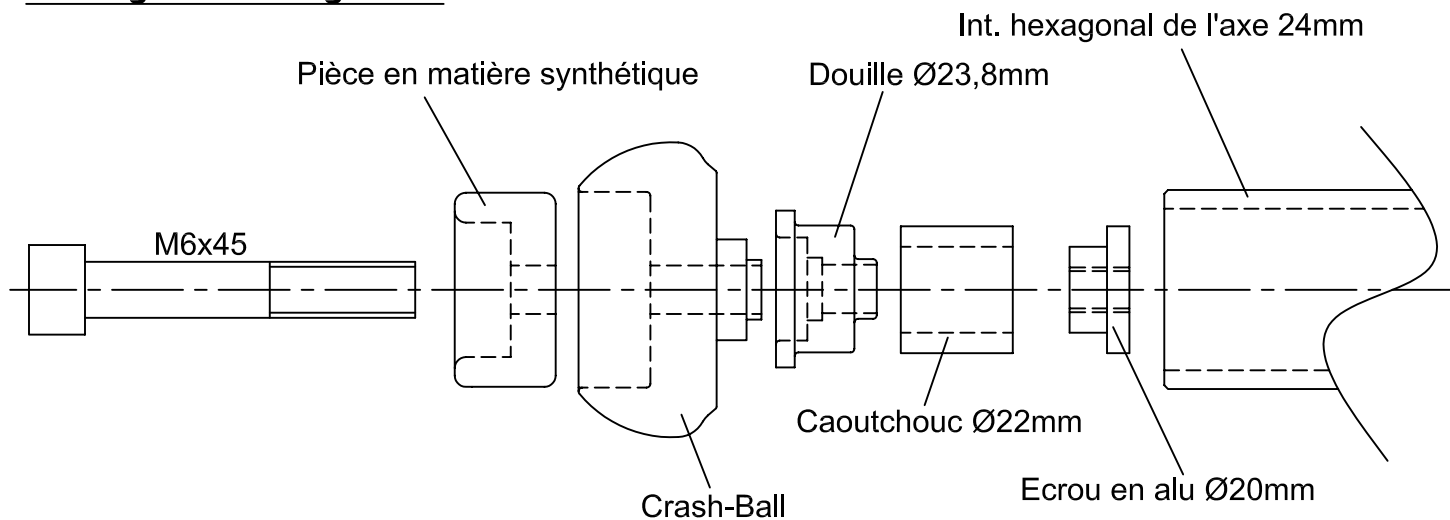 Int. hexagonal de l'axe 24mm
Pièce en matière synthétique
Douille Ø23,8mm
M6x45
Caoutchouc Ø22mm
Ecrou en alu Ø20mm
Crash-Ball